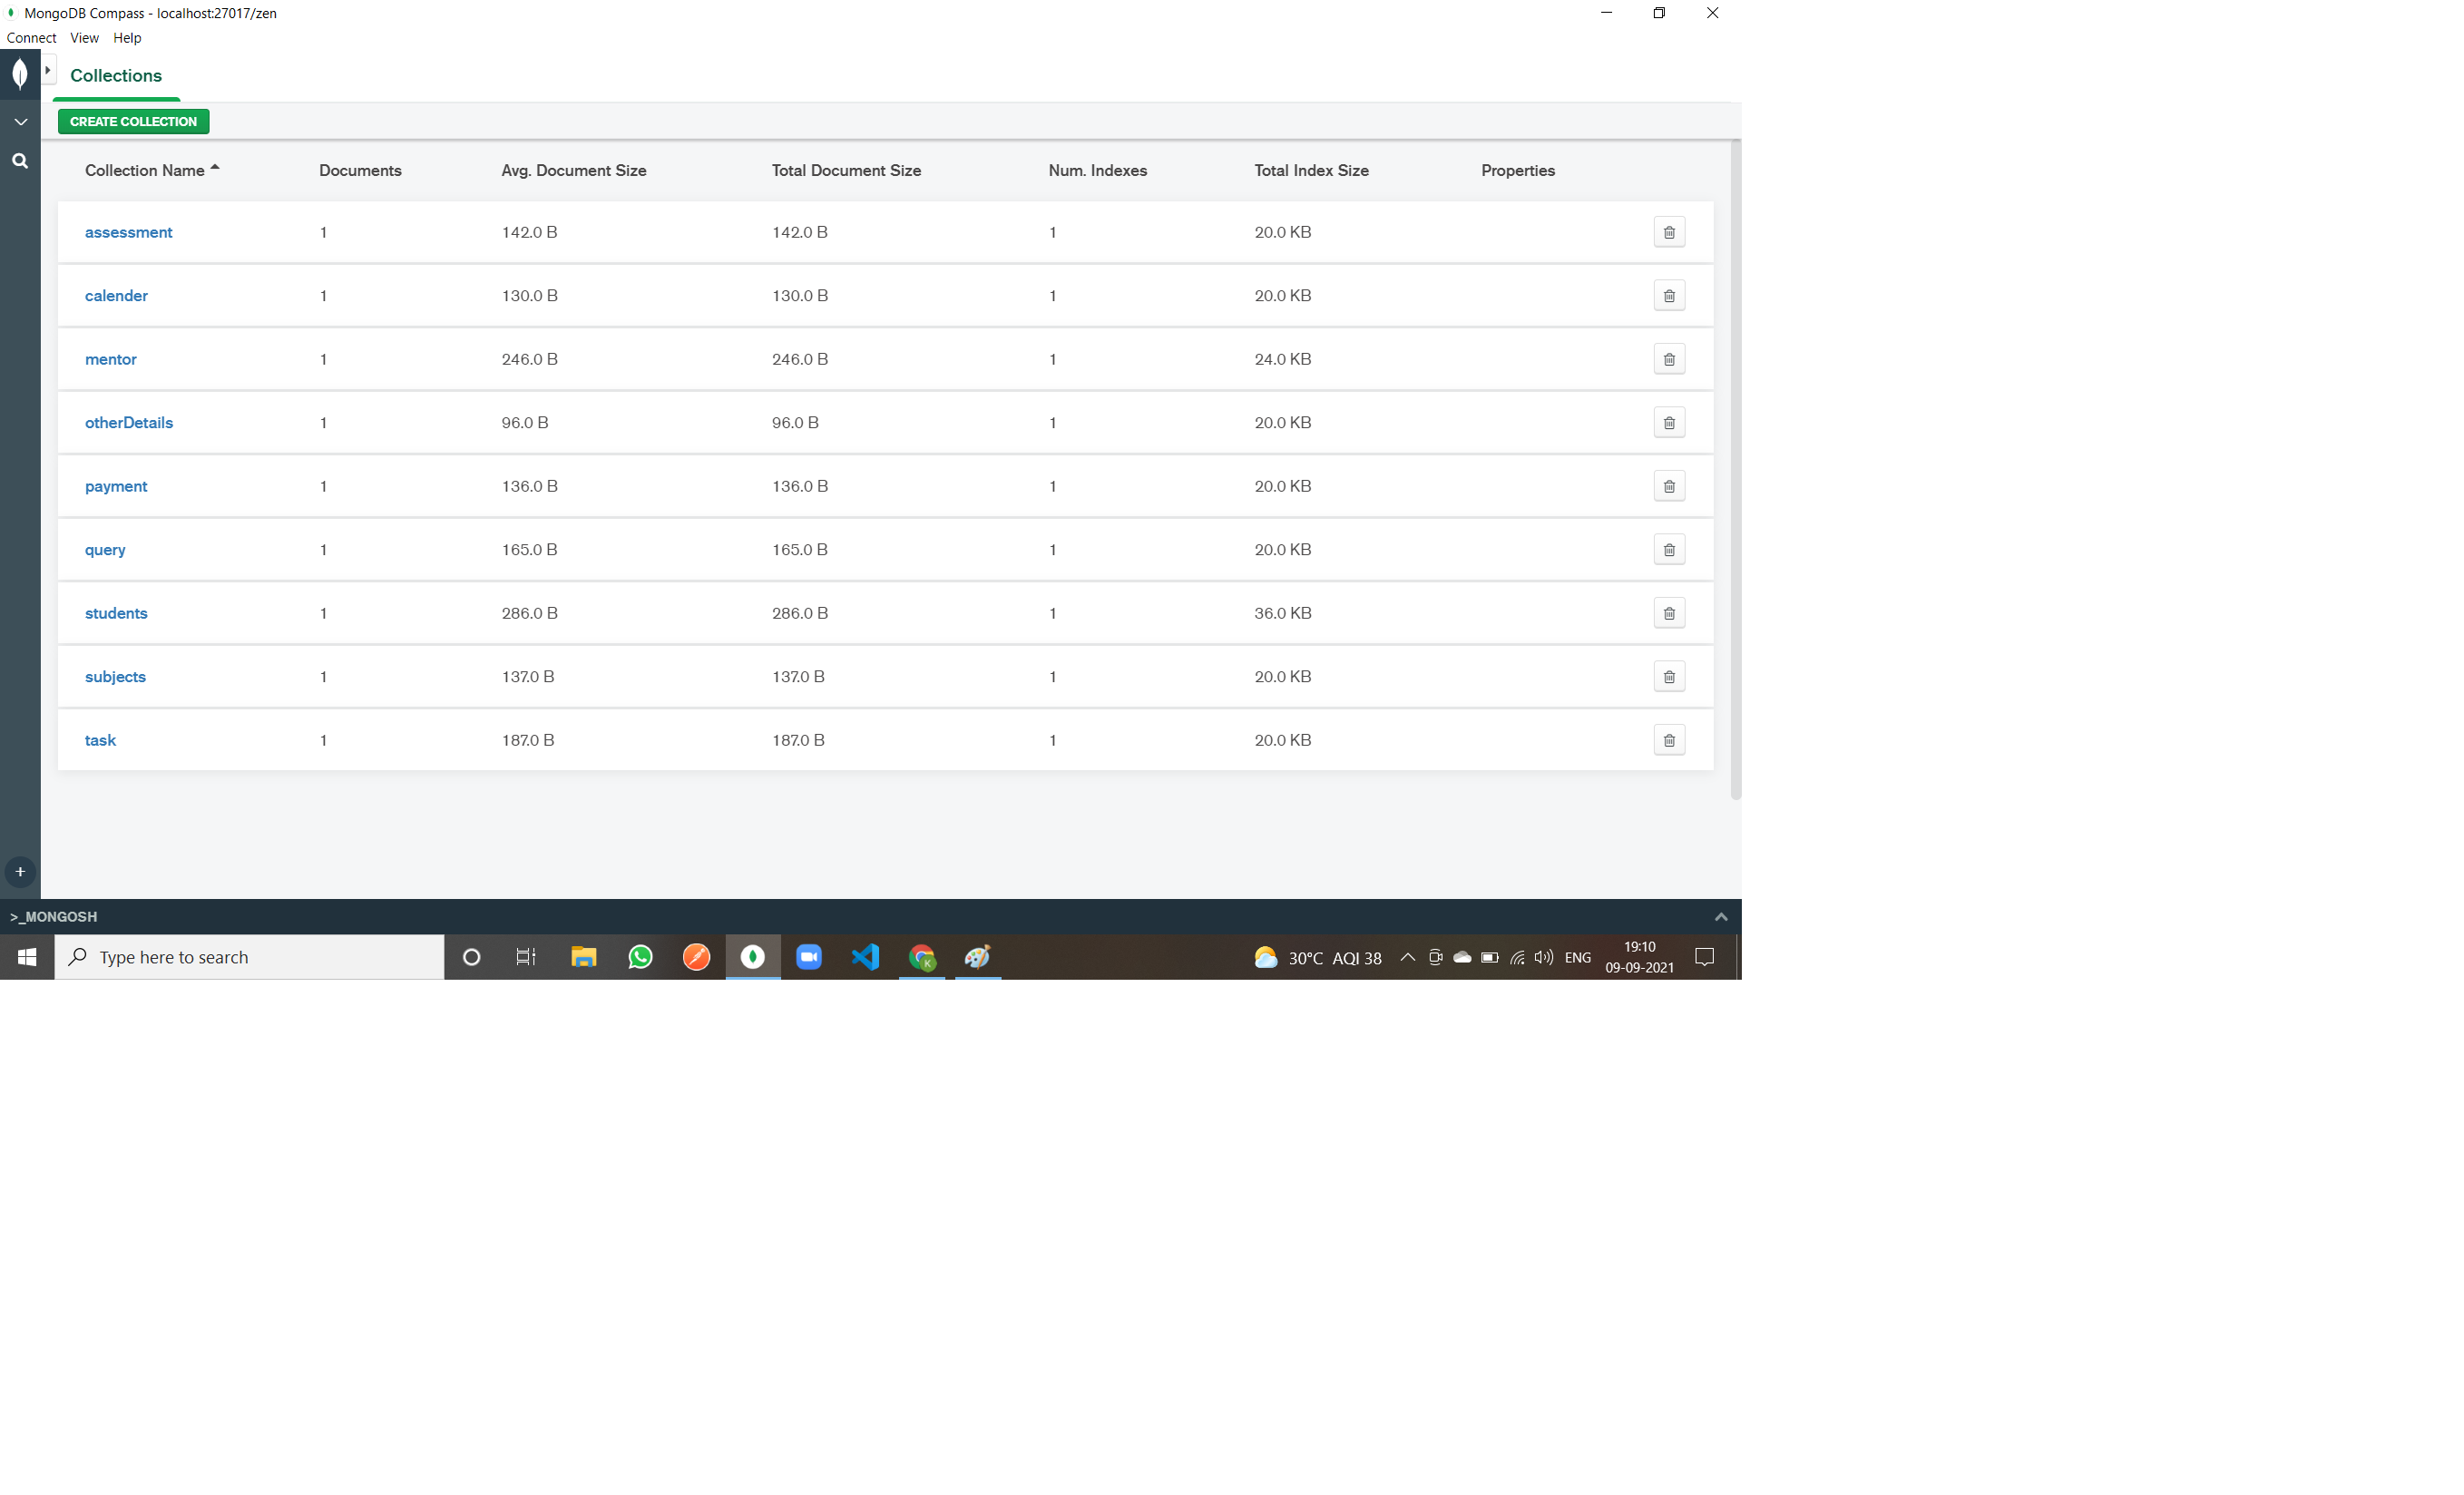 MongoDB Compass - localhost:27017/zen
Connect View Help
Collections
CREATE COLLECTION
Collection Name Documents Avg. Document Size Total Document Size Num. Indexes Total Index Size Properties
assessment 1 142.0 B 142.0 B 1 20.0 KB
calender 1 130.0 B 130.0 B 1 20.0 KB
mentor 1 246.0 B 246.0 B 1 24.0 KB
otherDetails 1 96.0 B 96.0 B 1 20.0 KB
payment 1 136.0 B 136.0 B 1 20.0 KB
query 1 165.0 B 165.0 B 1 20.0 KB
students 1 286.0 B 286.0 B 1 36.0 KB
subjects 1 137.0 B 137.0 B 1 20.0 KB
task 1 187.0 B 187.0 B 1 20.0 KB
>_MONGOSH
Type here to search K 30°C AQI 38 ENG 19:10
09-09-2021